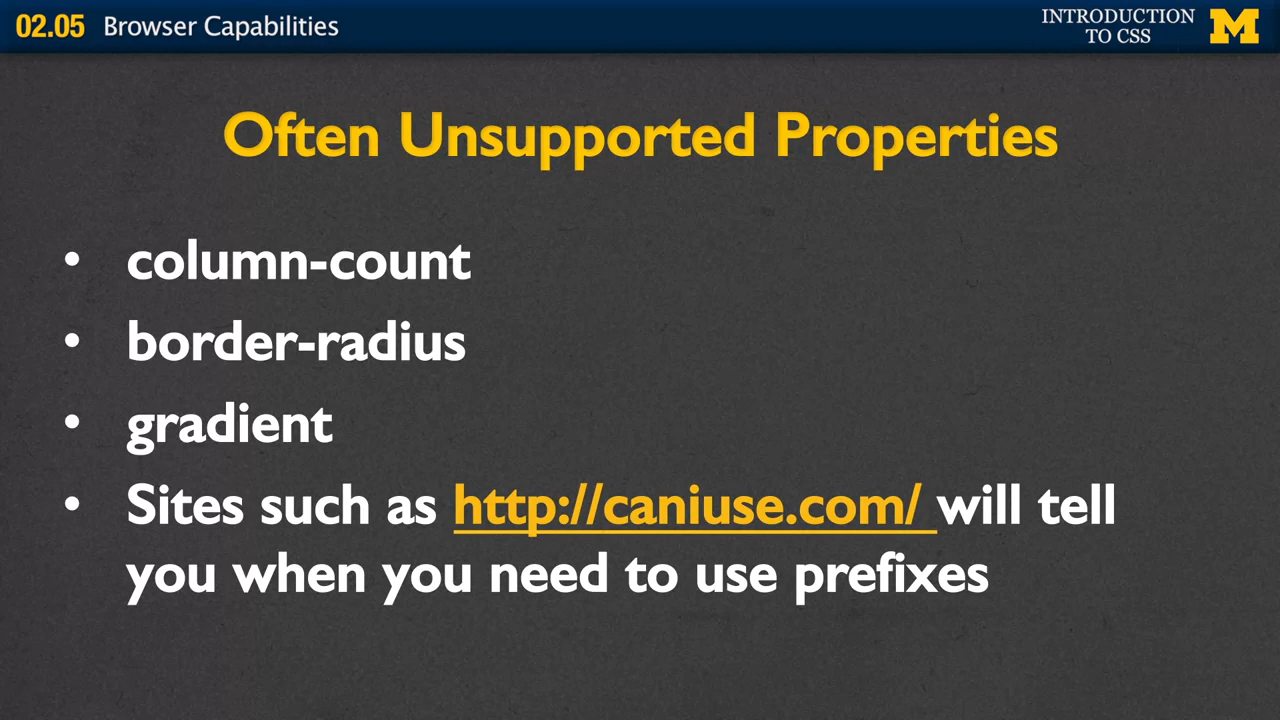 02.05 Browser Capabilities
INTRODUCTION
TO CSS
M
Often Unsupported Properties
• column-count
• border-radius
• gradient
• Sites such as http://caniuse.com/ will tell
you when you need to use prefixes